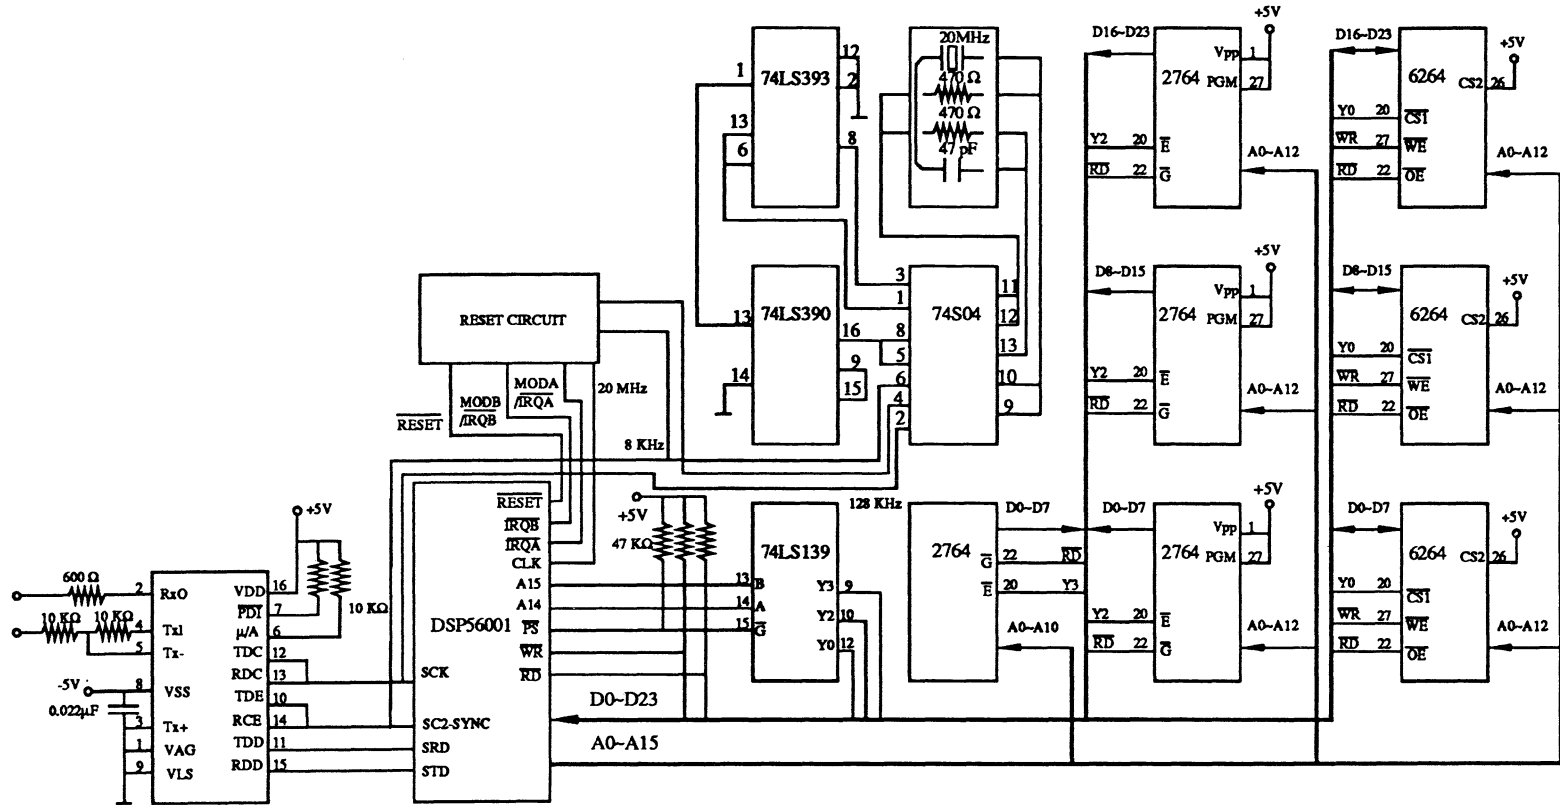 74LS393
1
13
6
12
2
8
20MHz
470 Ω
470 Ω
47 pF
D16~D23
2764
+5V
Vpp 1
PGM 27
Y2 20 E
RD 22 G
A0~A12
D16~D23
6264
+5V
CS2 26
Y0 20 CS1
WR 27 WE
RD 22 OE
A0~A12
RESET CIRCUIT
RESET
MODB
/IRQB
MODA
/IRQA
20 MHz
8 KHz
74LS390
13
14
16
9
15
74S04
3
1
8
5
6
4
2
11
12
13
10
9
D8~D15
2764
+5V
Vpp 1
PGM 27
Y2 20 E
RD 22 G
A0~A12
D8~D15
6264
+5V
CS2 26
Y0 20 CS1
WR 27 WE
RD 22 OE
A0~A12
128 KHz
600 Ω
10 KΩ
10 KΩ
-5V
0.022μF
2 RxO
4 TxI
5 Tx-
8 VSS
3 Tx+
1 VAG
9 VLS
VDD 16
PDI 7
μ/A 6
TDC 12
RDC 13
TDE 10
RCE 14
TDD 11
RDD 15
+5V
10 KΩ
DSP56001
SCK
SC2-SYNC
SRD
STD
RESET
IRQB
IRQA
CLK
A15
A14
PS
WR
RD
+5V
47 KΩ
D0~D23
A0~A15
74LS139
13 B
14 A
15 G
Y3 9
Y2 10
Y0 12
2764
D0~D7
G 22 RD
E 20 Y3
A0~A10
D0~D7
2764
+5V
Vpp 1
PGM 27
Y2 20 E
RD 22 G
A0~A12
D0~D7
6264
+5V
CS2 26
Y0 20 CS1
WR 27 WE
RD 22 OE
A0~A12